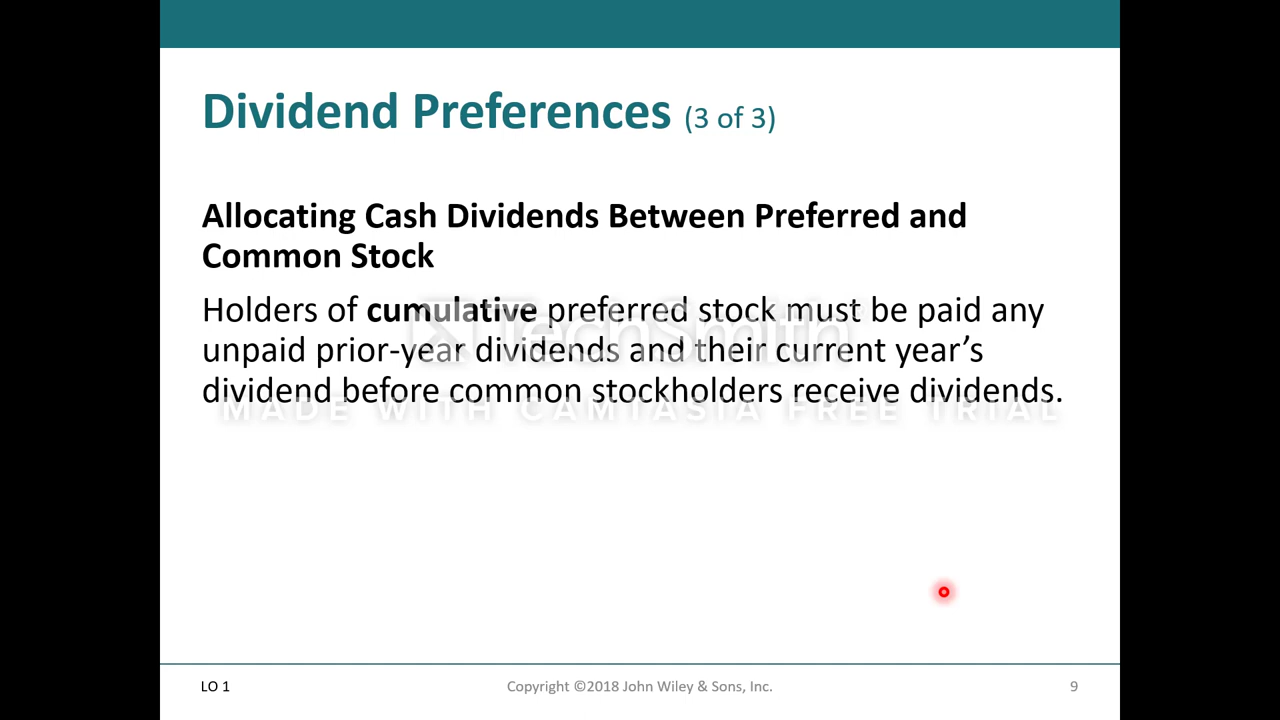 Dividend Preferences (3 of 3)
Allocating Cash Dividends Between Preferred and
Common Stock
Holders of cumulative preferred stock must be paid any
unpaid prior-year dividends and their current year’s
dividend before common stockholders receive dividends.
TechSmith
MADE WITH CAMTASIA FREE TRIAL
LO 1
Copyright ©2018 John Wiley & Sons, Inc.
9